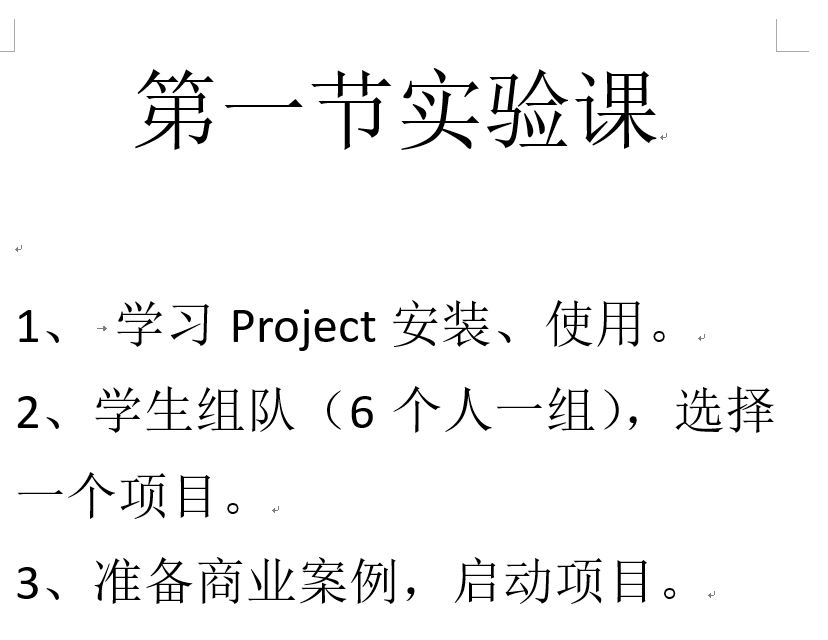 第一节实验课
1、 学习 Project 安装、使用。
2、学生组队（6 个人一组），选择
一个项目。
3、准备商业案例，启动项目。